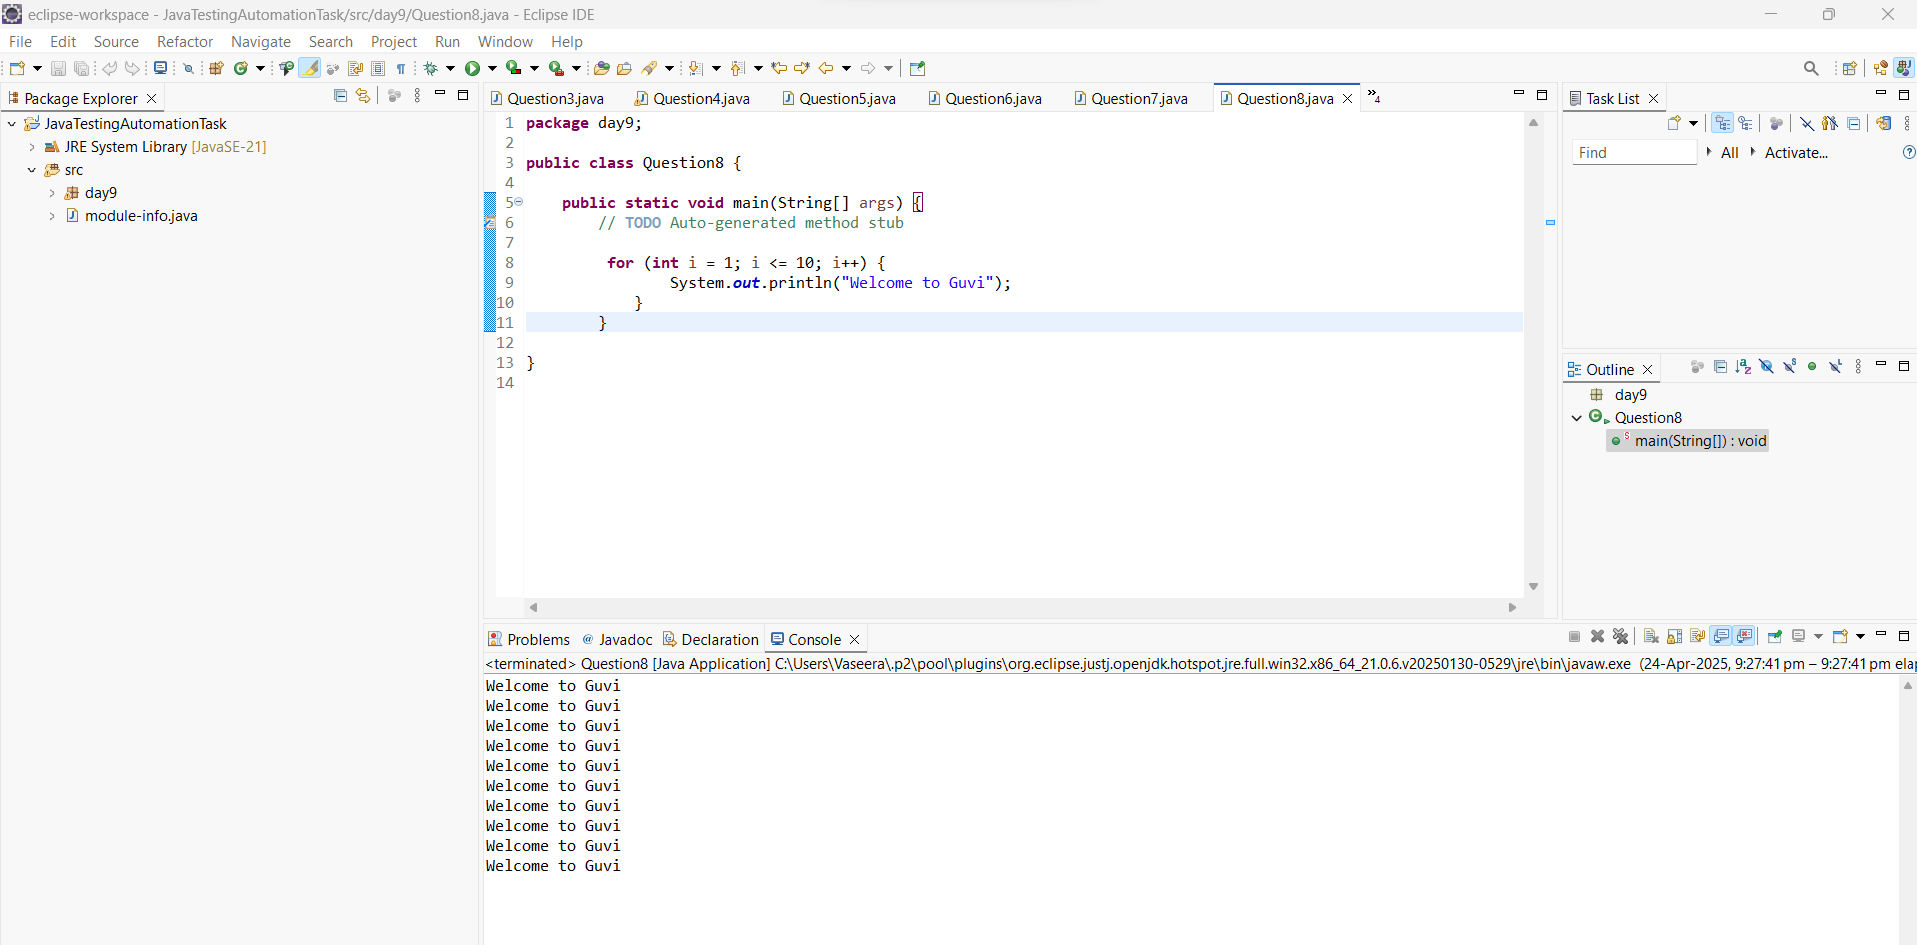 eclipse-workspace - JavaTestingAutomationTask/src/day9/Question8.java - Eclipse IDE
File Edit Source Refactor Navigate Search Project Run Window Help
Package Explorer
JavaTestingAutomationTask
JRE System Library [JavaSE-21]
src
day9
module-info.java
Question3.java Question4.java Question5.java Question6.java Question7.java Question8.java »4
1 package day9;
2
3 public class Question8 {
4
5 public static void main(String[] args) {
6 // TODO Auto-generated method stub
7
8 for (int i = 1; i <= 10; i++) {
9 System.out.println("Welcome to Guvi");
10 }
11 }
12
13 }
14
Task List
Find All Activate...
Outline
day9
Question8
main(String[]) : void
Problems @ Javadoc Declaration Console
<terminated> Question8 [Java Application] C:\Users\Vaseera\.p2\pool\plugins\org.eclipse.justj.openjdk.hotspot.jre.full.win32.x86_64_21.0.6.v20250130-0529\jre\bin\javaw.exe (24-Apr-2025, 9:27:41 pm – 9:27:41 pm elap
Welcome to Guvi
Welcome to Guvi
Welcome to Guvi
Welcome to Guvi
Welcome to Guvi
Welcome to Guvi
Welcome to Guvi
Welcome to Guvi
Welcome to Guvi
Welcome to Guvi